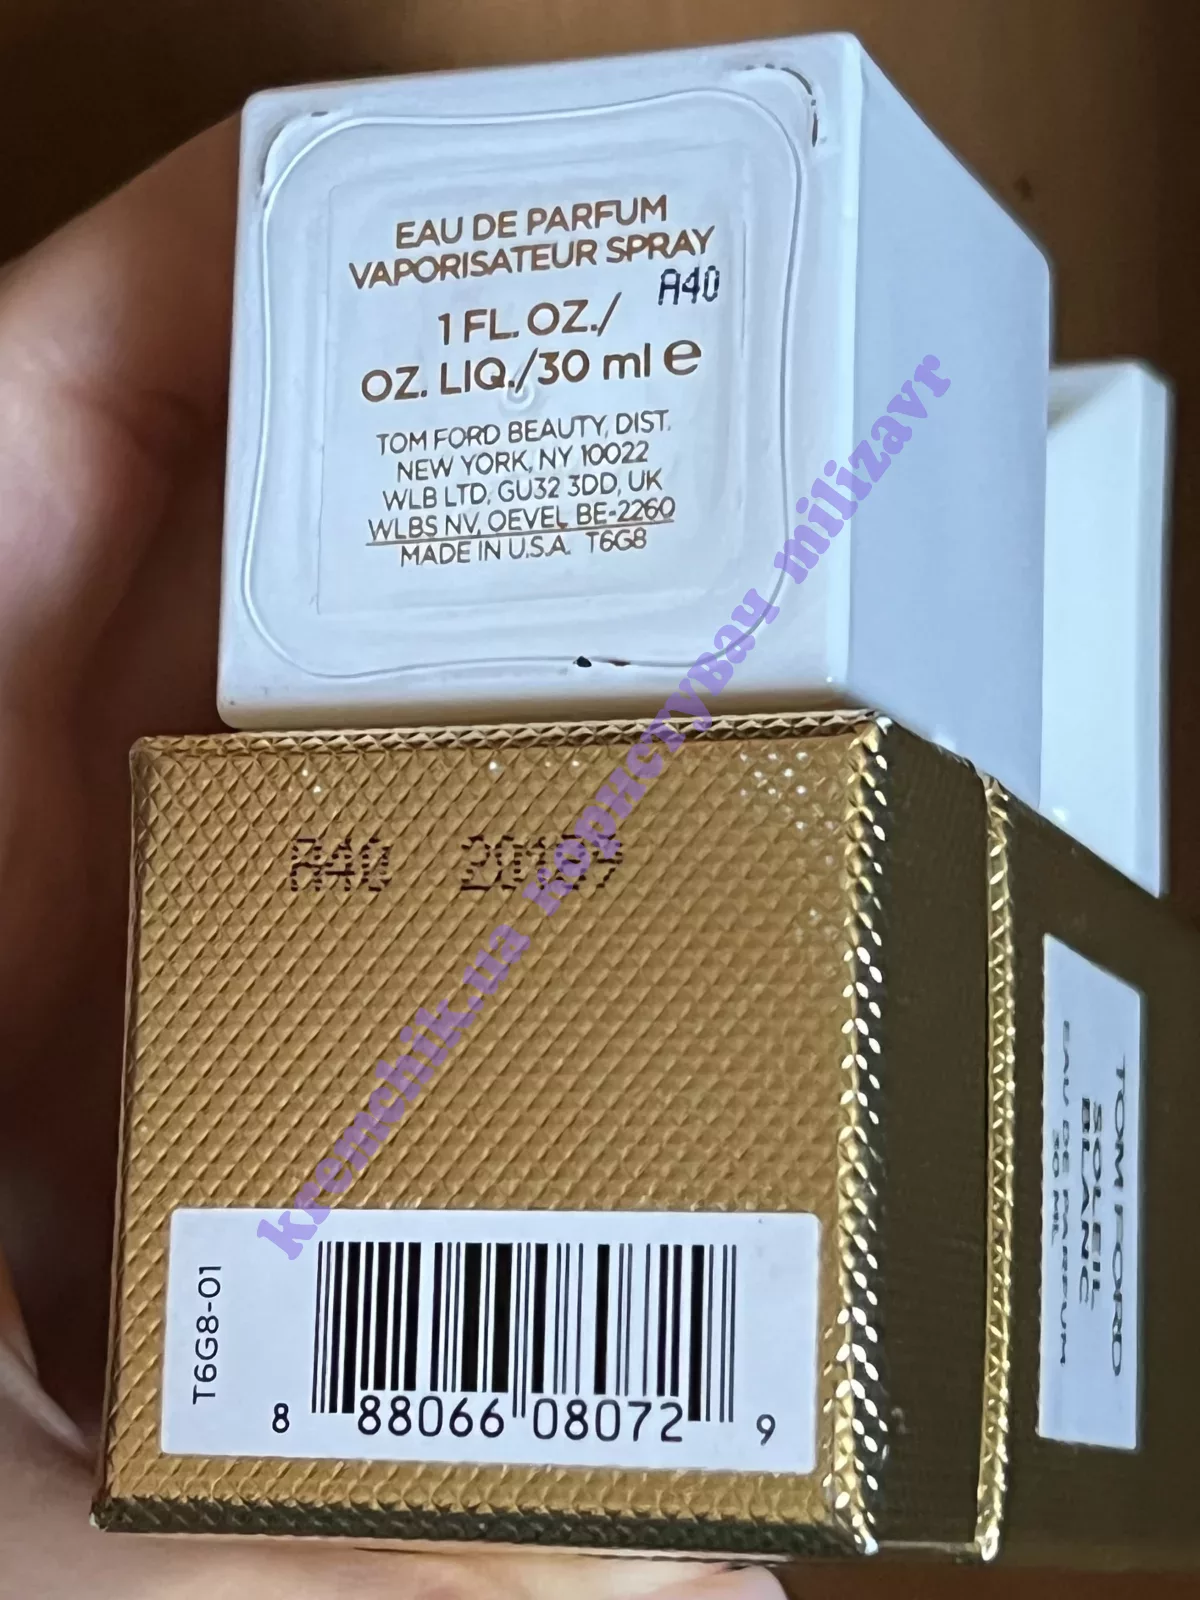 EAU DE PARFUM
VAPORISATEUR SPRAY
A40
1 FL. OZ./
OZ. LIQ./30 ml e
TOM FORD BEAUTY, DIST.
NEW YORK, NY 10022
WLB LTD, GU32 3DD, UK
WLBS NV, OEVEL BE-2260
MADE IN U.S.A. T6G8
A40
kremchik.ua користувач milizavr
TOM FORD
SOLEIL
BLANC
EAU DE PARFUM
30 ML
T6G8-01
8 88066 08072 9